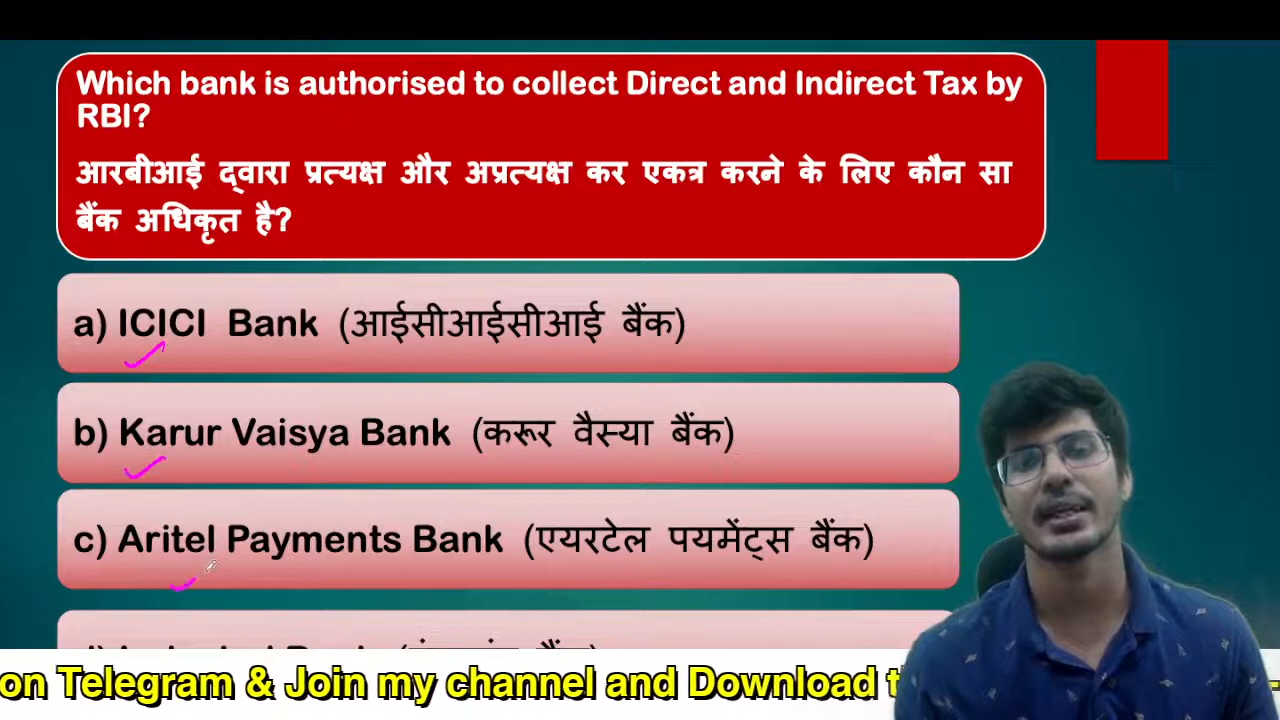 Which bank is authorised to collect Direct and Indirect Tax by
RBI?
आरबीआई द्वारा प्रत्यक्ष और अप्रत्यक्ष कर एकत्र करने के लिए कौन सा
बैंक अधिकृत है?
a) ICICI Bank (आईसीआईसीआई बैंक)
b) Karur Vaisya Bank (करूर वैस्या बैंक)
c) Aritel Payments Bank (एयरटेल पयमेंट्स बैंक)
on Telegram & Join my channel and Download